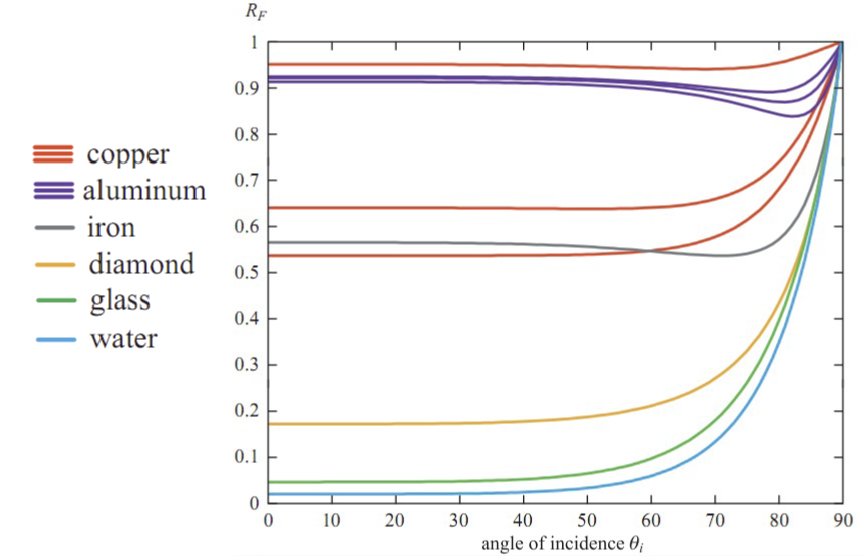 R_F
1
0.9
0.8
0.7
0.6
0.5
0.4
0.3
0.2
0.1
0
0 10 20 30 40 50 60 70 80 90
angle of incidence θ_i
copper
aluminum
iron
diamond
glass
water